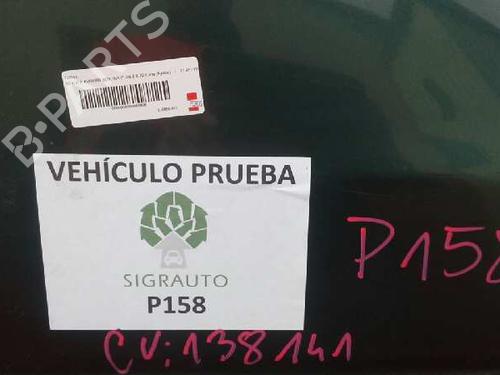 B-PARTS
VEHÍCULO PRUEBA
SIGRAUTO
P158
P158
CV:138141